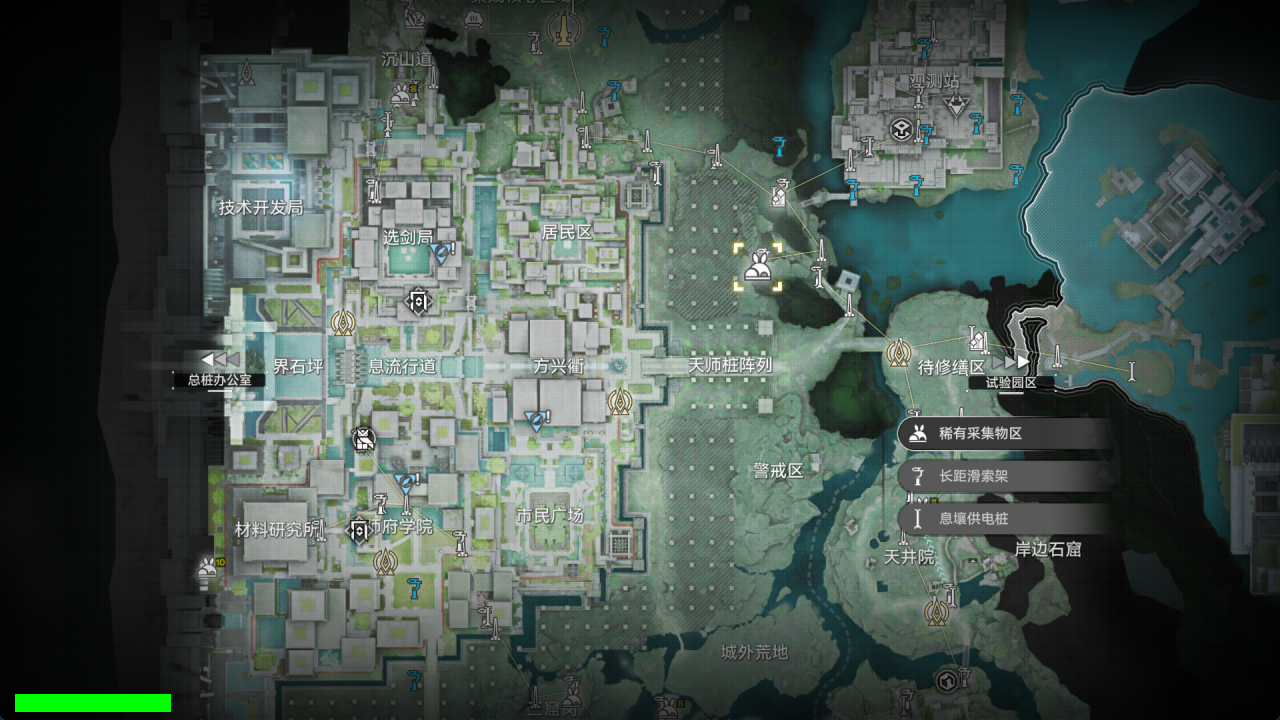 沉山道
8
观测站
技术开发局
选剑局
!
居民区
界石坪
息流行道
方兴衢
天师桩阵列
待修缮区
总桩办公室
试验园区
!
稀有采集物区
警戒区
!
长距滑索架
市民广场
息壤供电桩
材料研究所
师府学院
天井院
岸边石窟
10
城外荒地